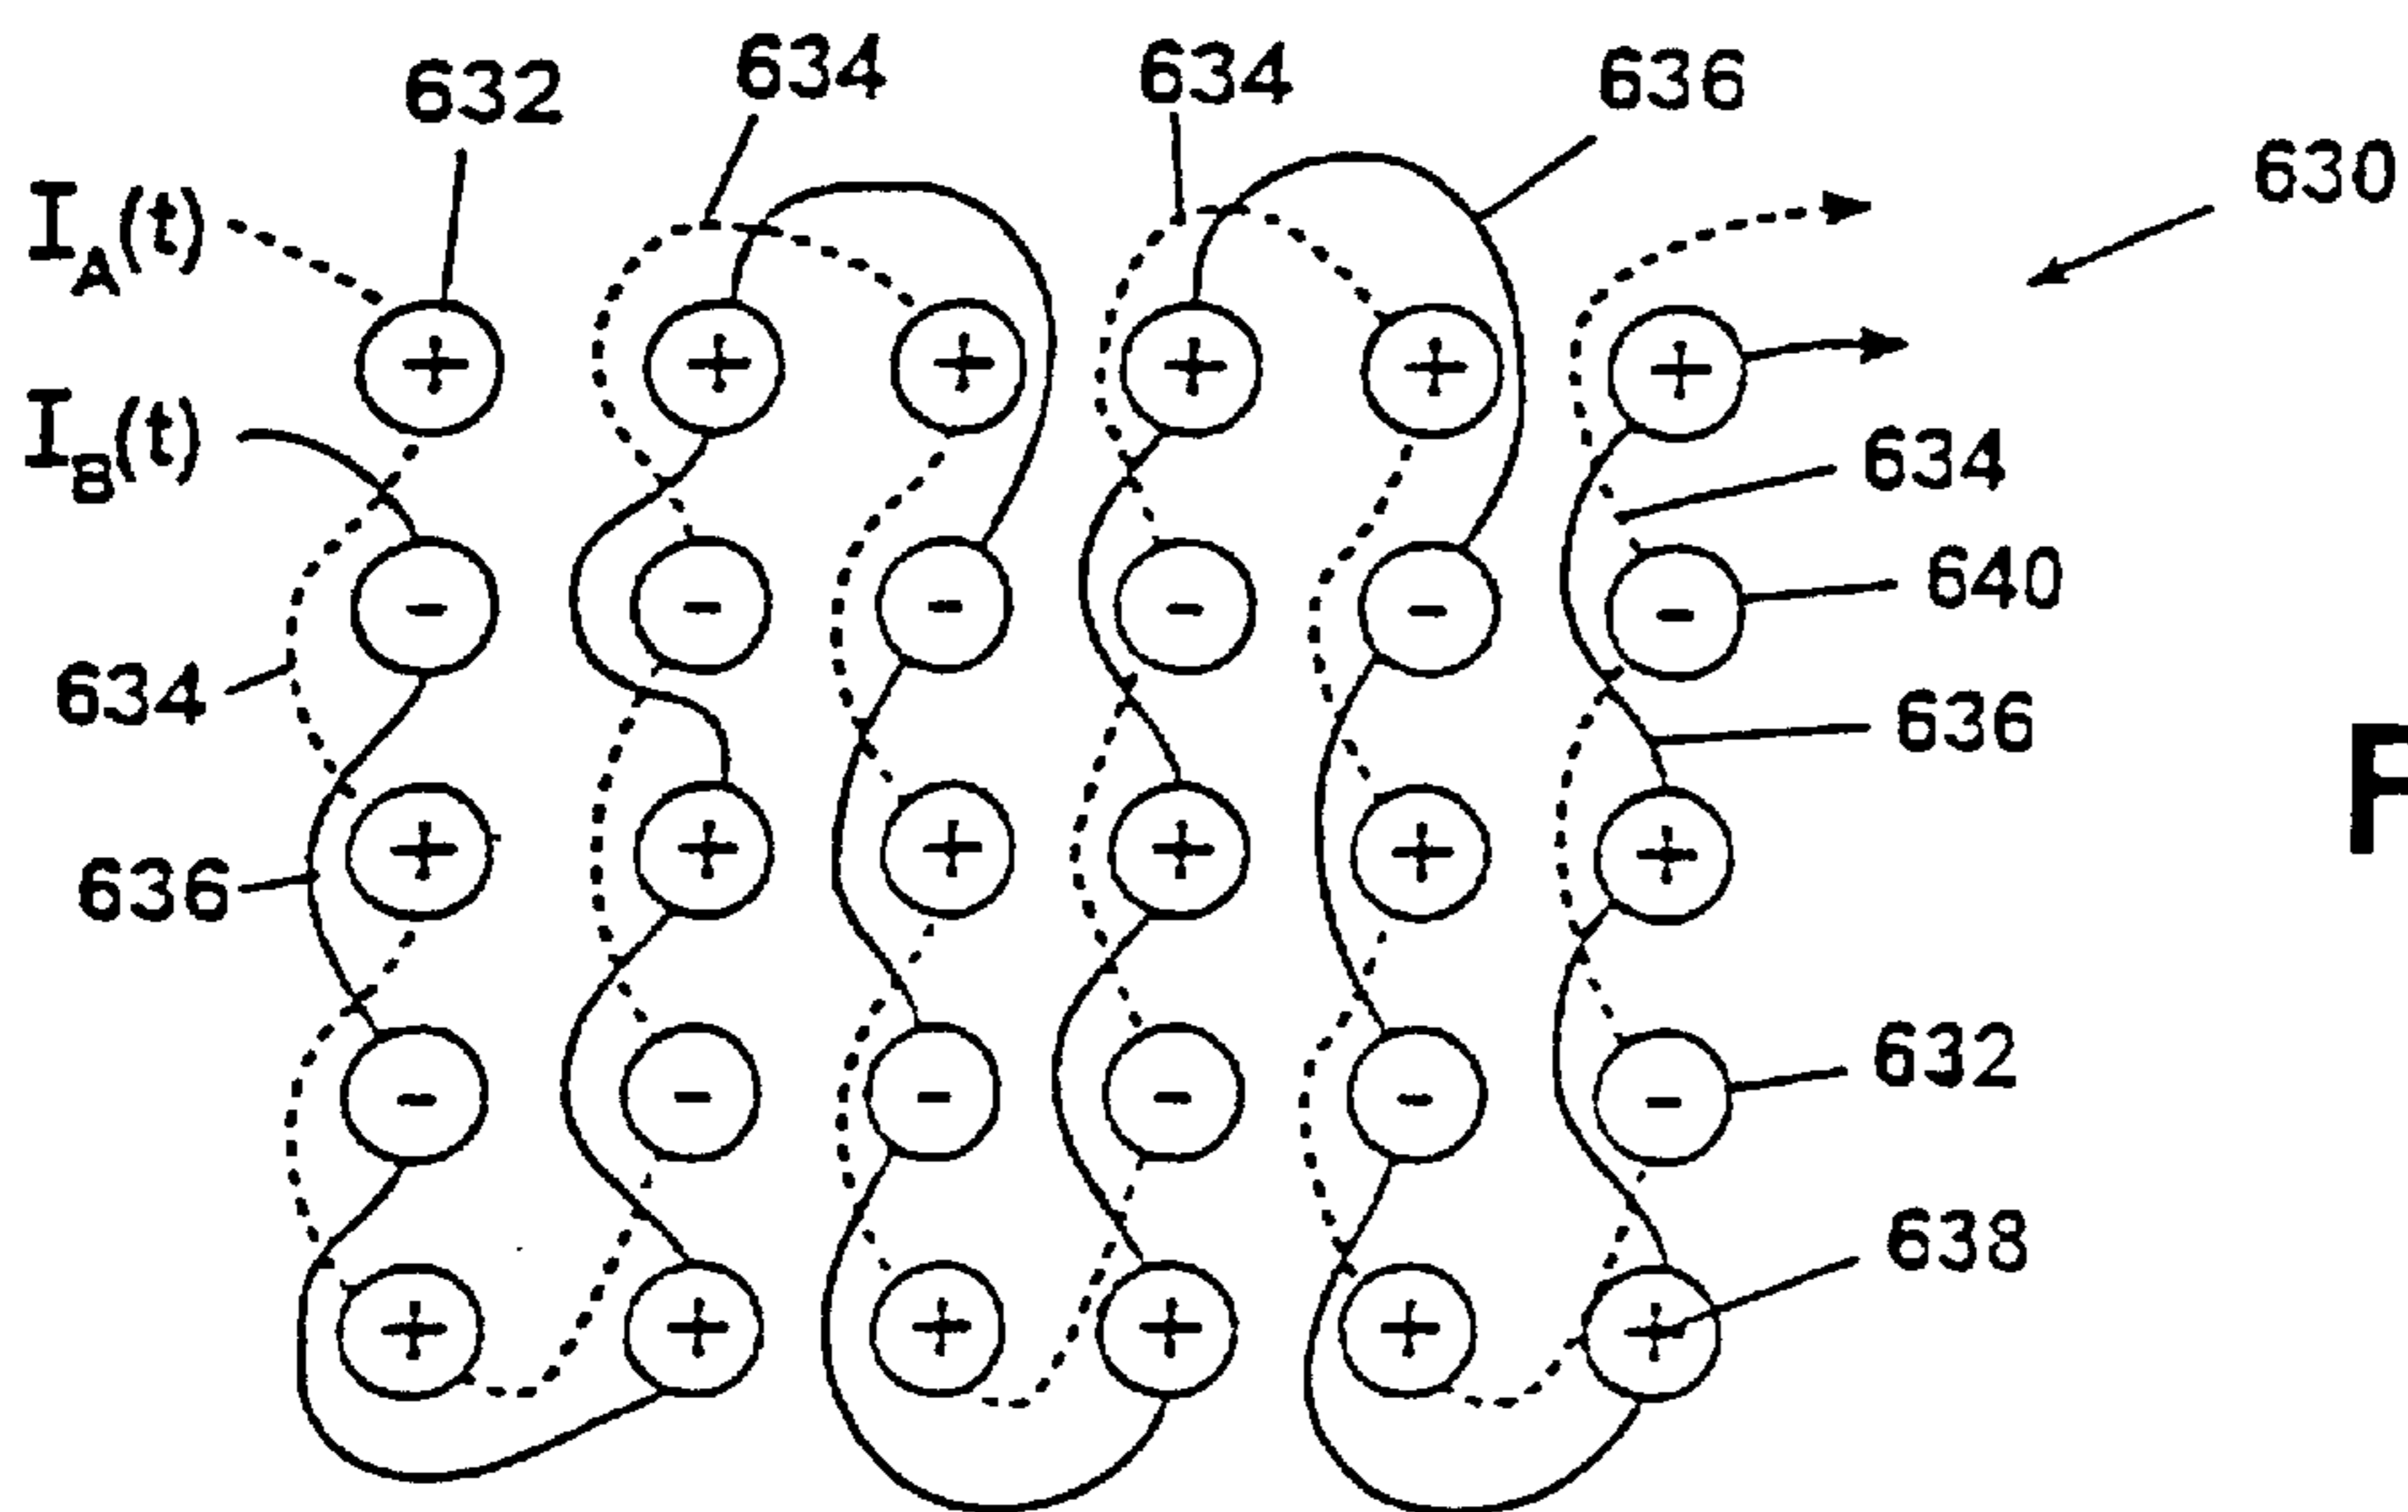 632
634
634
636
630
I_A(t)
+ + + + + +
I_B(t)
634
- - - - - -
640
634
636
+ + + + + +
636
- - - - - -
632
638
+ + + + + +
F